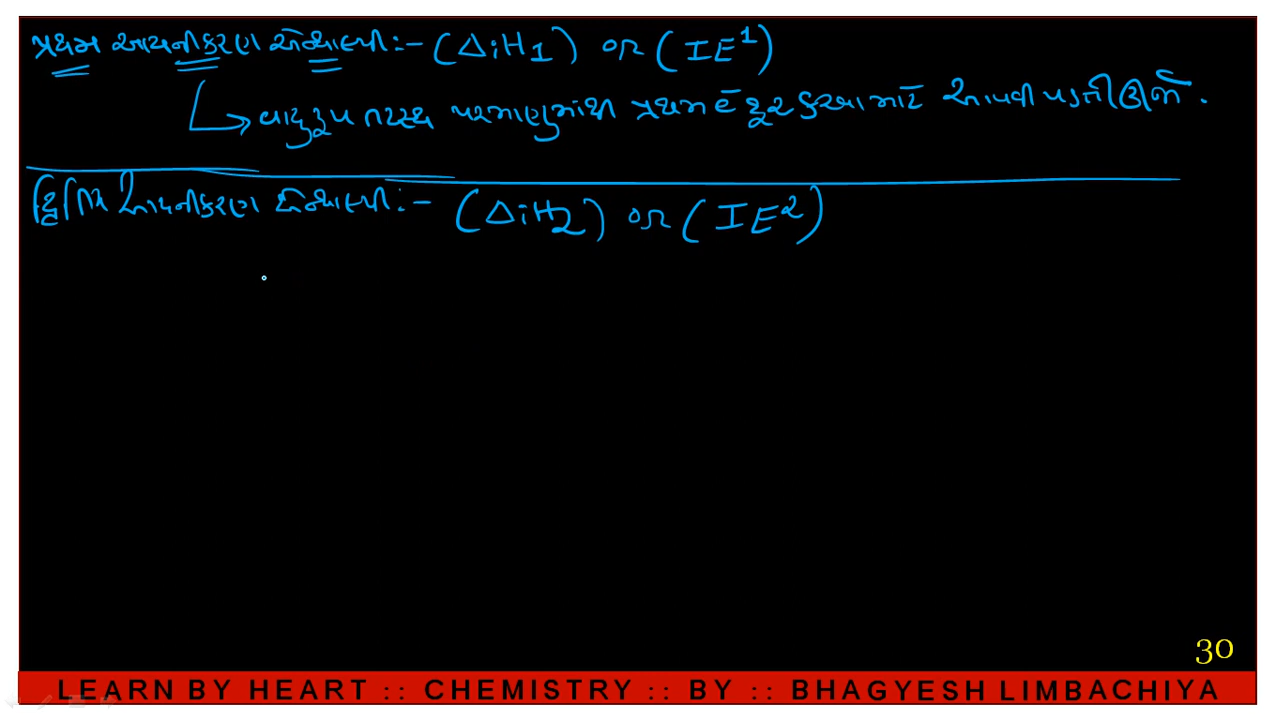 પ્રથમ આયનીકરણ એન્થાલ્પી :- (ΔiH1) or (IE¹)
વાયુરૂપ તટસ્થ પરમાણુમાંથી પ્રથમ ē દૂર કરવા માટે આપવી પડતી ઊર્જા.
દ્વિતિય આયનીકરણ એન્થાલ્પી :- (ΔiH2) or (IE²)
30
LEARN BY HEART :: CHEMISTRY :: BY :: BHAGYESH LIMBACHIYA